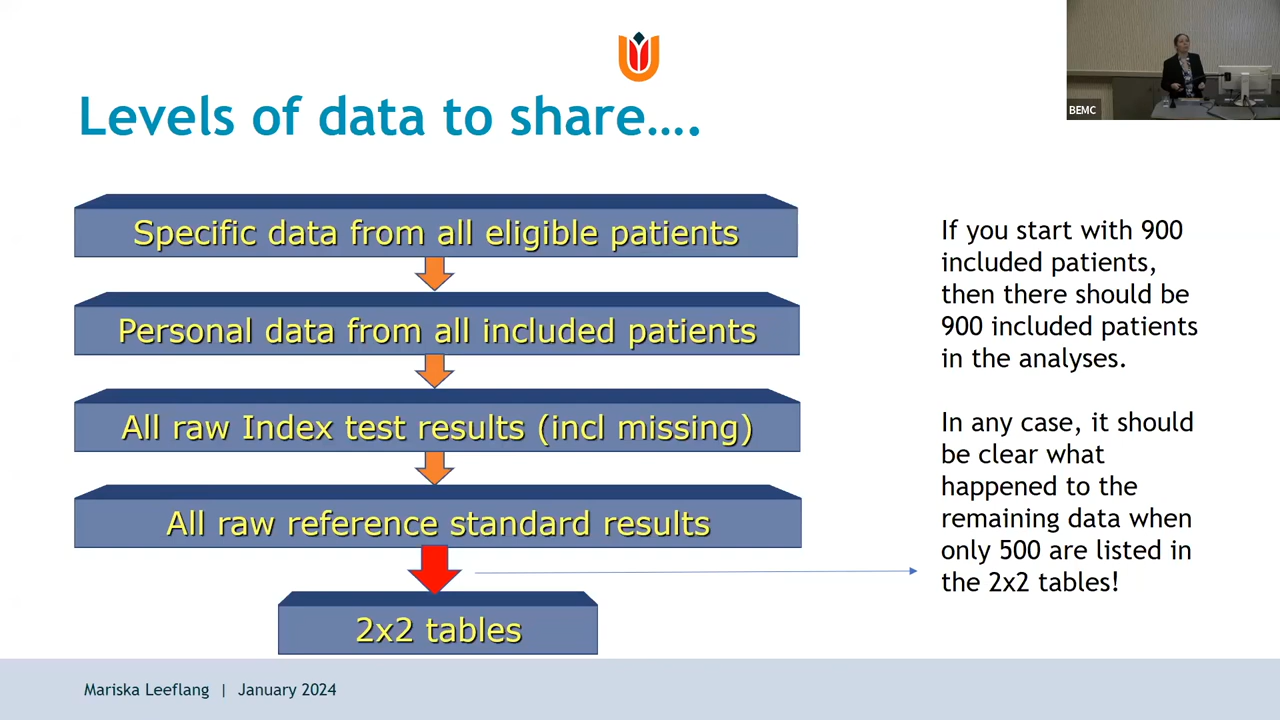 Levels of data to share....
BEMC
Specific data from all eligible patients
Personal data from all included patients
All raw Index test results (incl missing)
All raw reference standard results
2x2 tables
If you start with 900
included patients,
then there should be
900 included patients
in the analyses.
In any case, it should
be clear what
happened to the
remaining data when
only 500 are listed in
the 2x2 tables!
Mariska Leeflang | January 2024